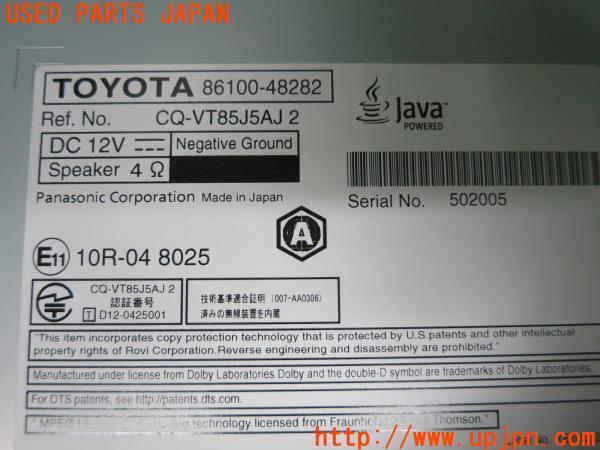 USED PARTS JAPAN
TOYOTA 86100-48282
Ref. No. CQ-VT85J5AJ 2
DC 12V Negative Ground
Speaker 4 Ω
Panasonic Corporation Made in Japan
Java
POWERED
Serial No. 502005
A
E11 10R-04 8025
CQ-VT85J5AJ 2
認証番号
T D12-0425001
技術基準適合証明 (007-AA0306)
済みの無線装置を内蔵
"This item incorporates copy protection technology that is protected by U.S.patents and other intellectual
property rights of Rovi Corporation.Reverse engineering and disassembly are prohibited."
Manufactured under license from Dolby Laboratories.Dolby and the double-D symbol are trademarks of Dolby Laboratories.
For DTS patents, see http://patents.dts.com.
"MPEG technology licensed from Fraunhofer Thomson."
http://www.upjpn.com